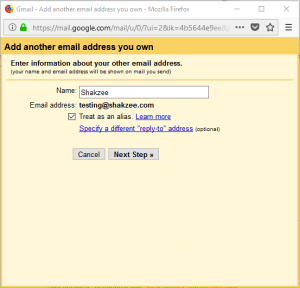 Gmail - Add another email address you own - Mozilla Firefox
https://mail.google.com/mail/u/0/?ui=2&ik=4b5644e9ee&
Add another email address you own
Enter information about your other email address.
(your name and email address will be shown on mail you send)
Name: Shakzee
Email address: testing@shakzee.com
Treat as an alias. Learn more
Specify a different "reply-to" address (optional)
Cancel Next Step »